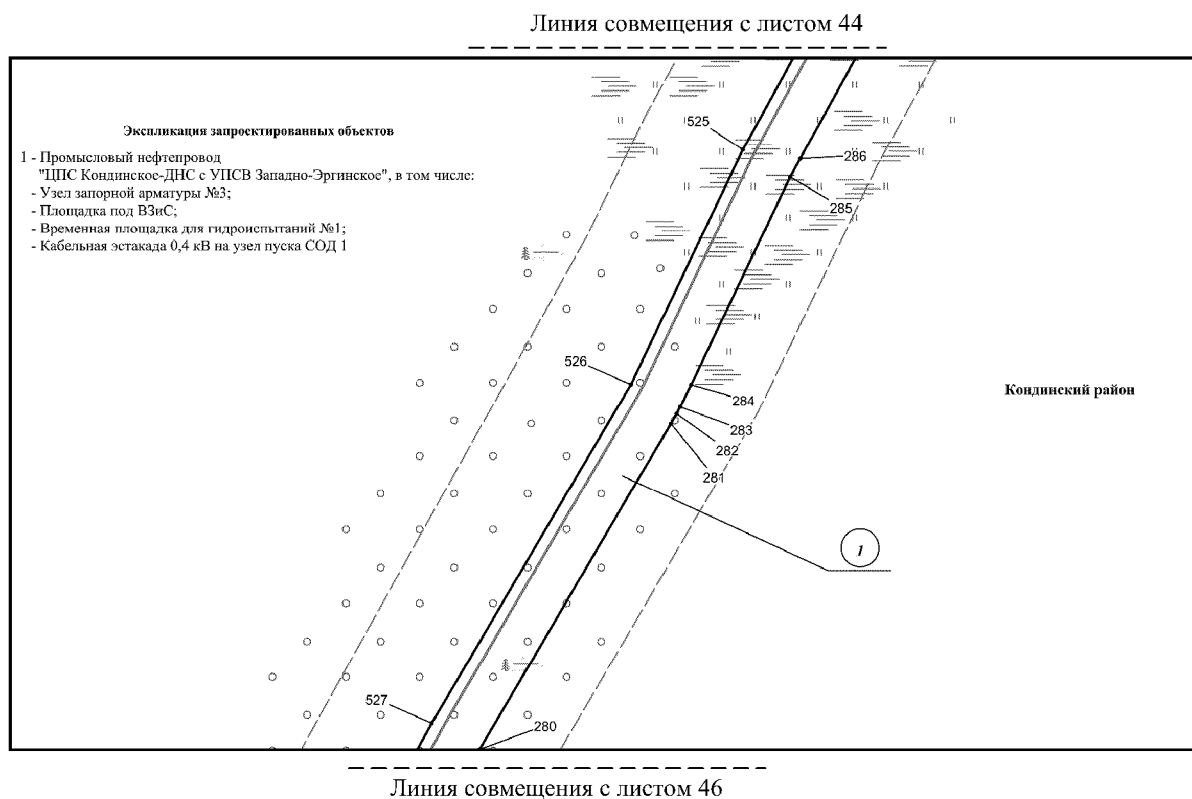 Линия совмещения с листом 44
Экспликация запроектированных объектов
1 - Промысловый нефтепровод
"ЦПС Кондинское-ДНС с УПСВ Западно-Эргинское", в том числе:
- Узел запорной арматуры №3;
- Площадка под ВЗиС;
- Временная площадка для гидроиспытаний №1;
- Кабельная эстакада 0,4 кВ на узел пуска СОД 1
525
286
285
526
Кондинский район
284
283
282
281
1
527
280
Линия совмещения с листом 46